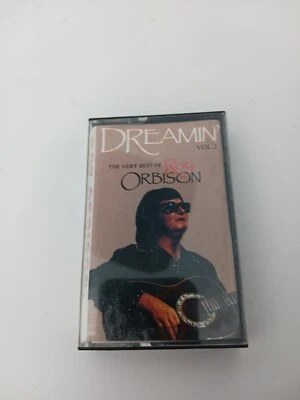 DREAMIN'
VOL. 2
THE VERY BEST OF Roy
ORBISON